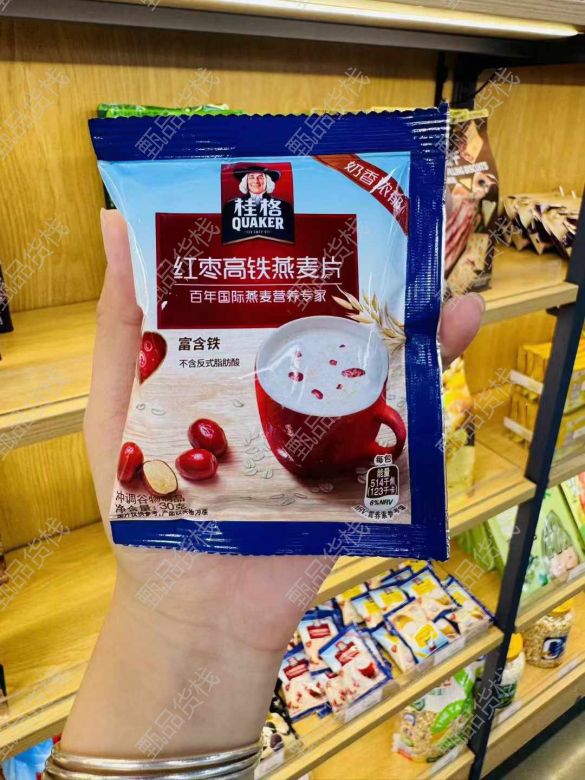 奶香浓郁
桂格
QUAKER
红枣高铁燕麦片
百年国际燕麦营养专家
富含铁
不含反式脂肪酸
每包
能量
514千焦
(123千卡)
6%NRV
冲调谷物制品
净含量：30克
甄品货栈